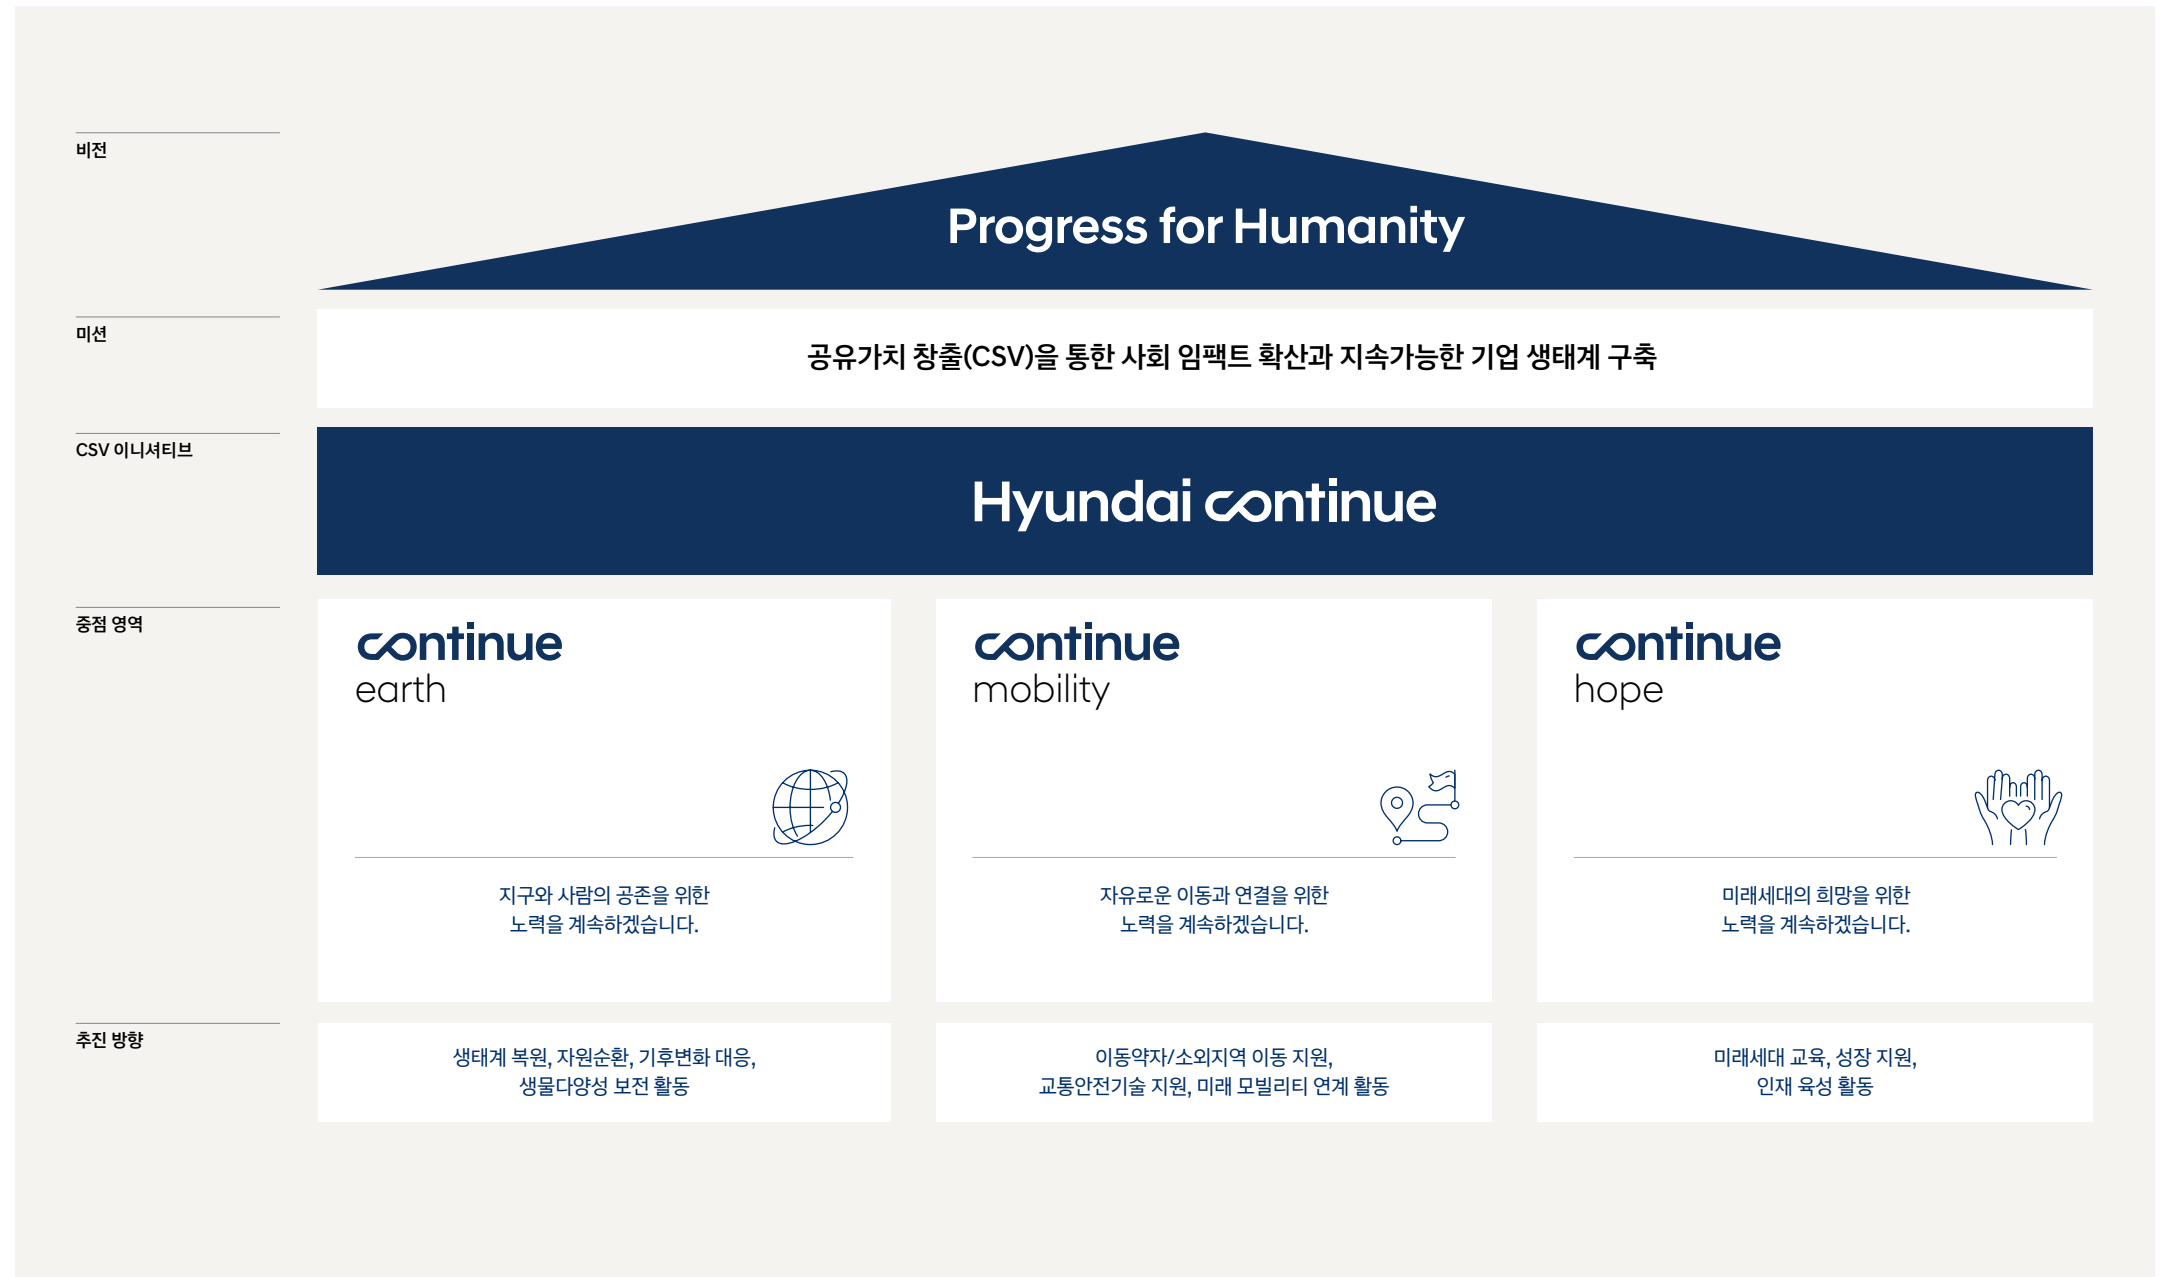 비전
Progress for Humanity
미션
공유가치 창출(CSV)을 통한 사회 임팩트 확산과 지속가능한 기업 생태계 구축
CSV 이니셔티브
Hyundai continue
중점 영역
continue
earth
지구와 사람의 공존을 위한
노력을 계속하겠습니다.
continue
mobility
자유로운 이동과 연결을 위한
노력을 계속하겠습니다.
continue
hope
미래세대의 희망을 위한
노력을 계속하겠습니다.
추진 방향
생태계 복원, 자원순환, 기후변화 대응,
생물다양성 보전 활동
이동약자/소외지역 이동 지원,
교통안전기술 지원, 미래 모빌리티 연계 활동
미래세대 교육, 성장 지원,
인재 육성 활동